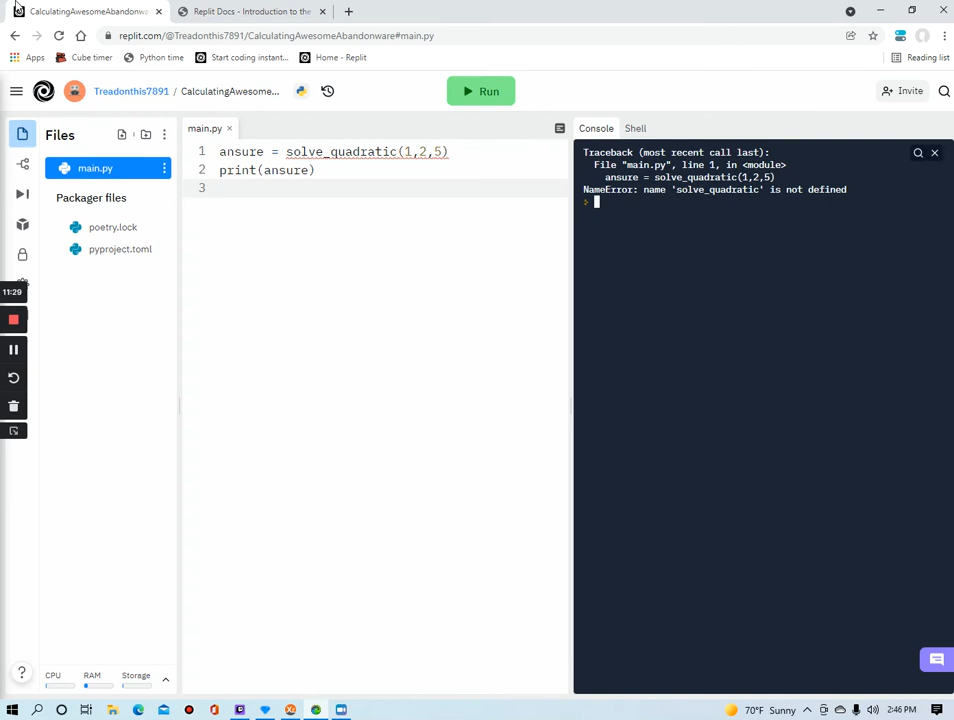 CalculatingAwesomeAbandonwa
Replit Docs - Introduction to the
replit.com/@Treadonthis7891/CalculatingAwesomeAbandonware#main.py
Apps
Cube timer
Python time
Start coding instant...
Home - Replit
Reading list
Treadonthis7891 / CalculatingAwesome...
Run
Invite
Files
main.py
Packager files
poetry.lock
pyproject.toml
11:29
CPU
RAM
Storage
main.py
1 ansure = solve_quadratic(1,2,5)
2 print(ansure)
3
Console
Shell
Traceback (most recent call last):
File "main.py", line 1, in <module>
ansure = solve_quadratic(1,2,5)
NameError: name 'solve_quadratic' is not defined
70°F Sunny
2:46 PM